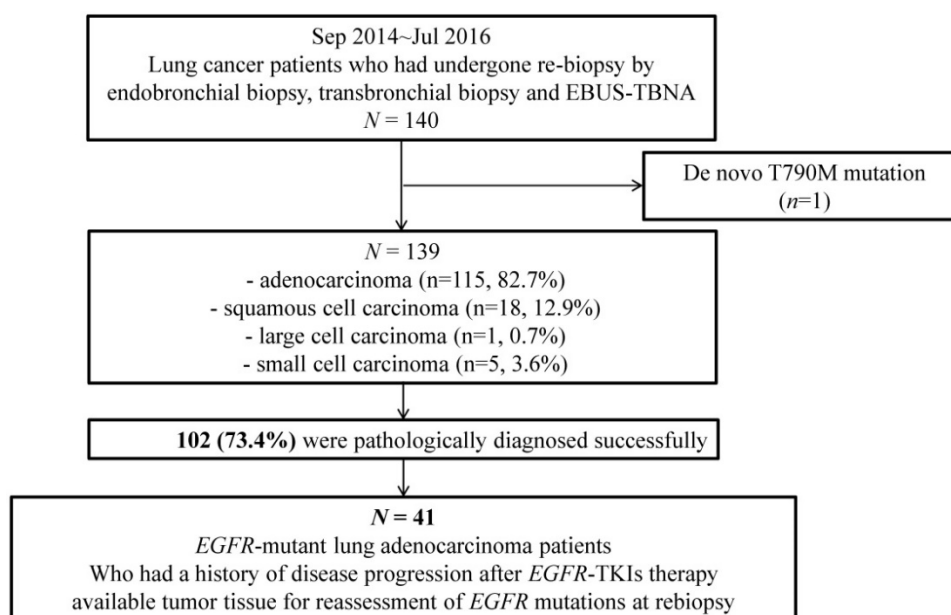 Sep 2014~Jul 2016
Lung cancer patients who had undergone re-biopsy by
endobronchial biopsy, transbronchial biopsy and EBUS-TBNA
N = 140
De novo T790M mutation
(n=1)
N = 139
- adenocarcinoma (n=115, 82.7%)
- squamous cell carcinoma (n=18, 12.9%)
- large cell carcinoma (n=1, 0.7%)
- small cell carcinoma (n=5, 3.6%)
102 (73.4%) were pathologically diagnosed successfully
N = 41
EGFR-mutant lung adenocarcinoma patients
Who had a history of disease progression after EGFR-TKIs therapy
available tumor tissue for reassessment of EGFR mutations at rebiopsy